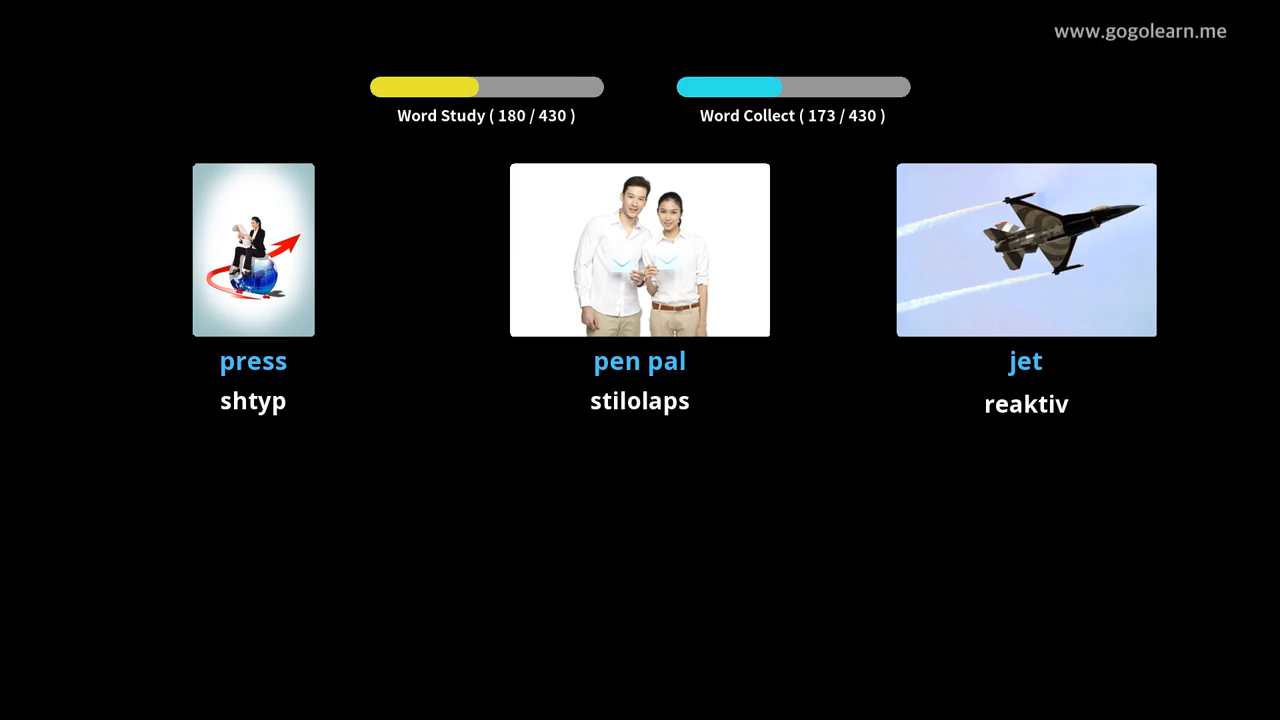 www.gogolearn.me
Word Study ( 180 / 430 )
Word Collect ( 173 / 430 )
press
shtyp
pen pal
stilolaps
jet
reaktiv